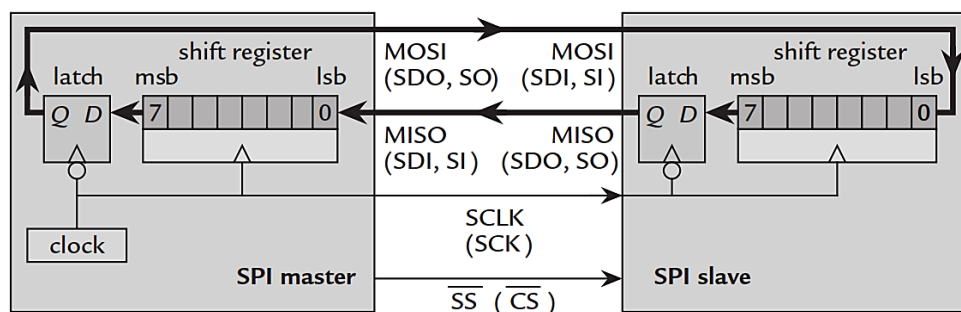 shift register
latch msb lsb
Q D 7 0
clock
SPI master
MOSI MOSI
(SDO, SO) (SDI, SI)
MISO MISO
(SDI, SI) (SDO, SO)
SCLK
(SCK)
SS (CS)
shift register
latch msb lsb
Q D 7 0
SPI slave